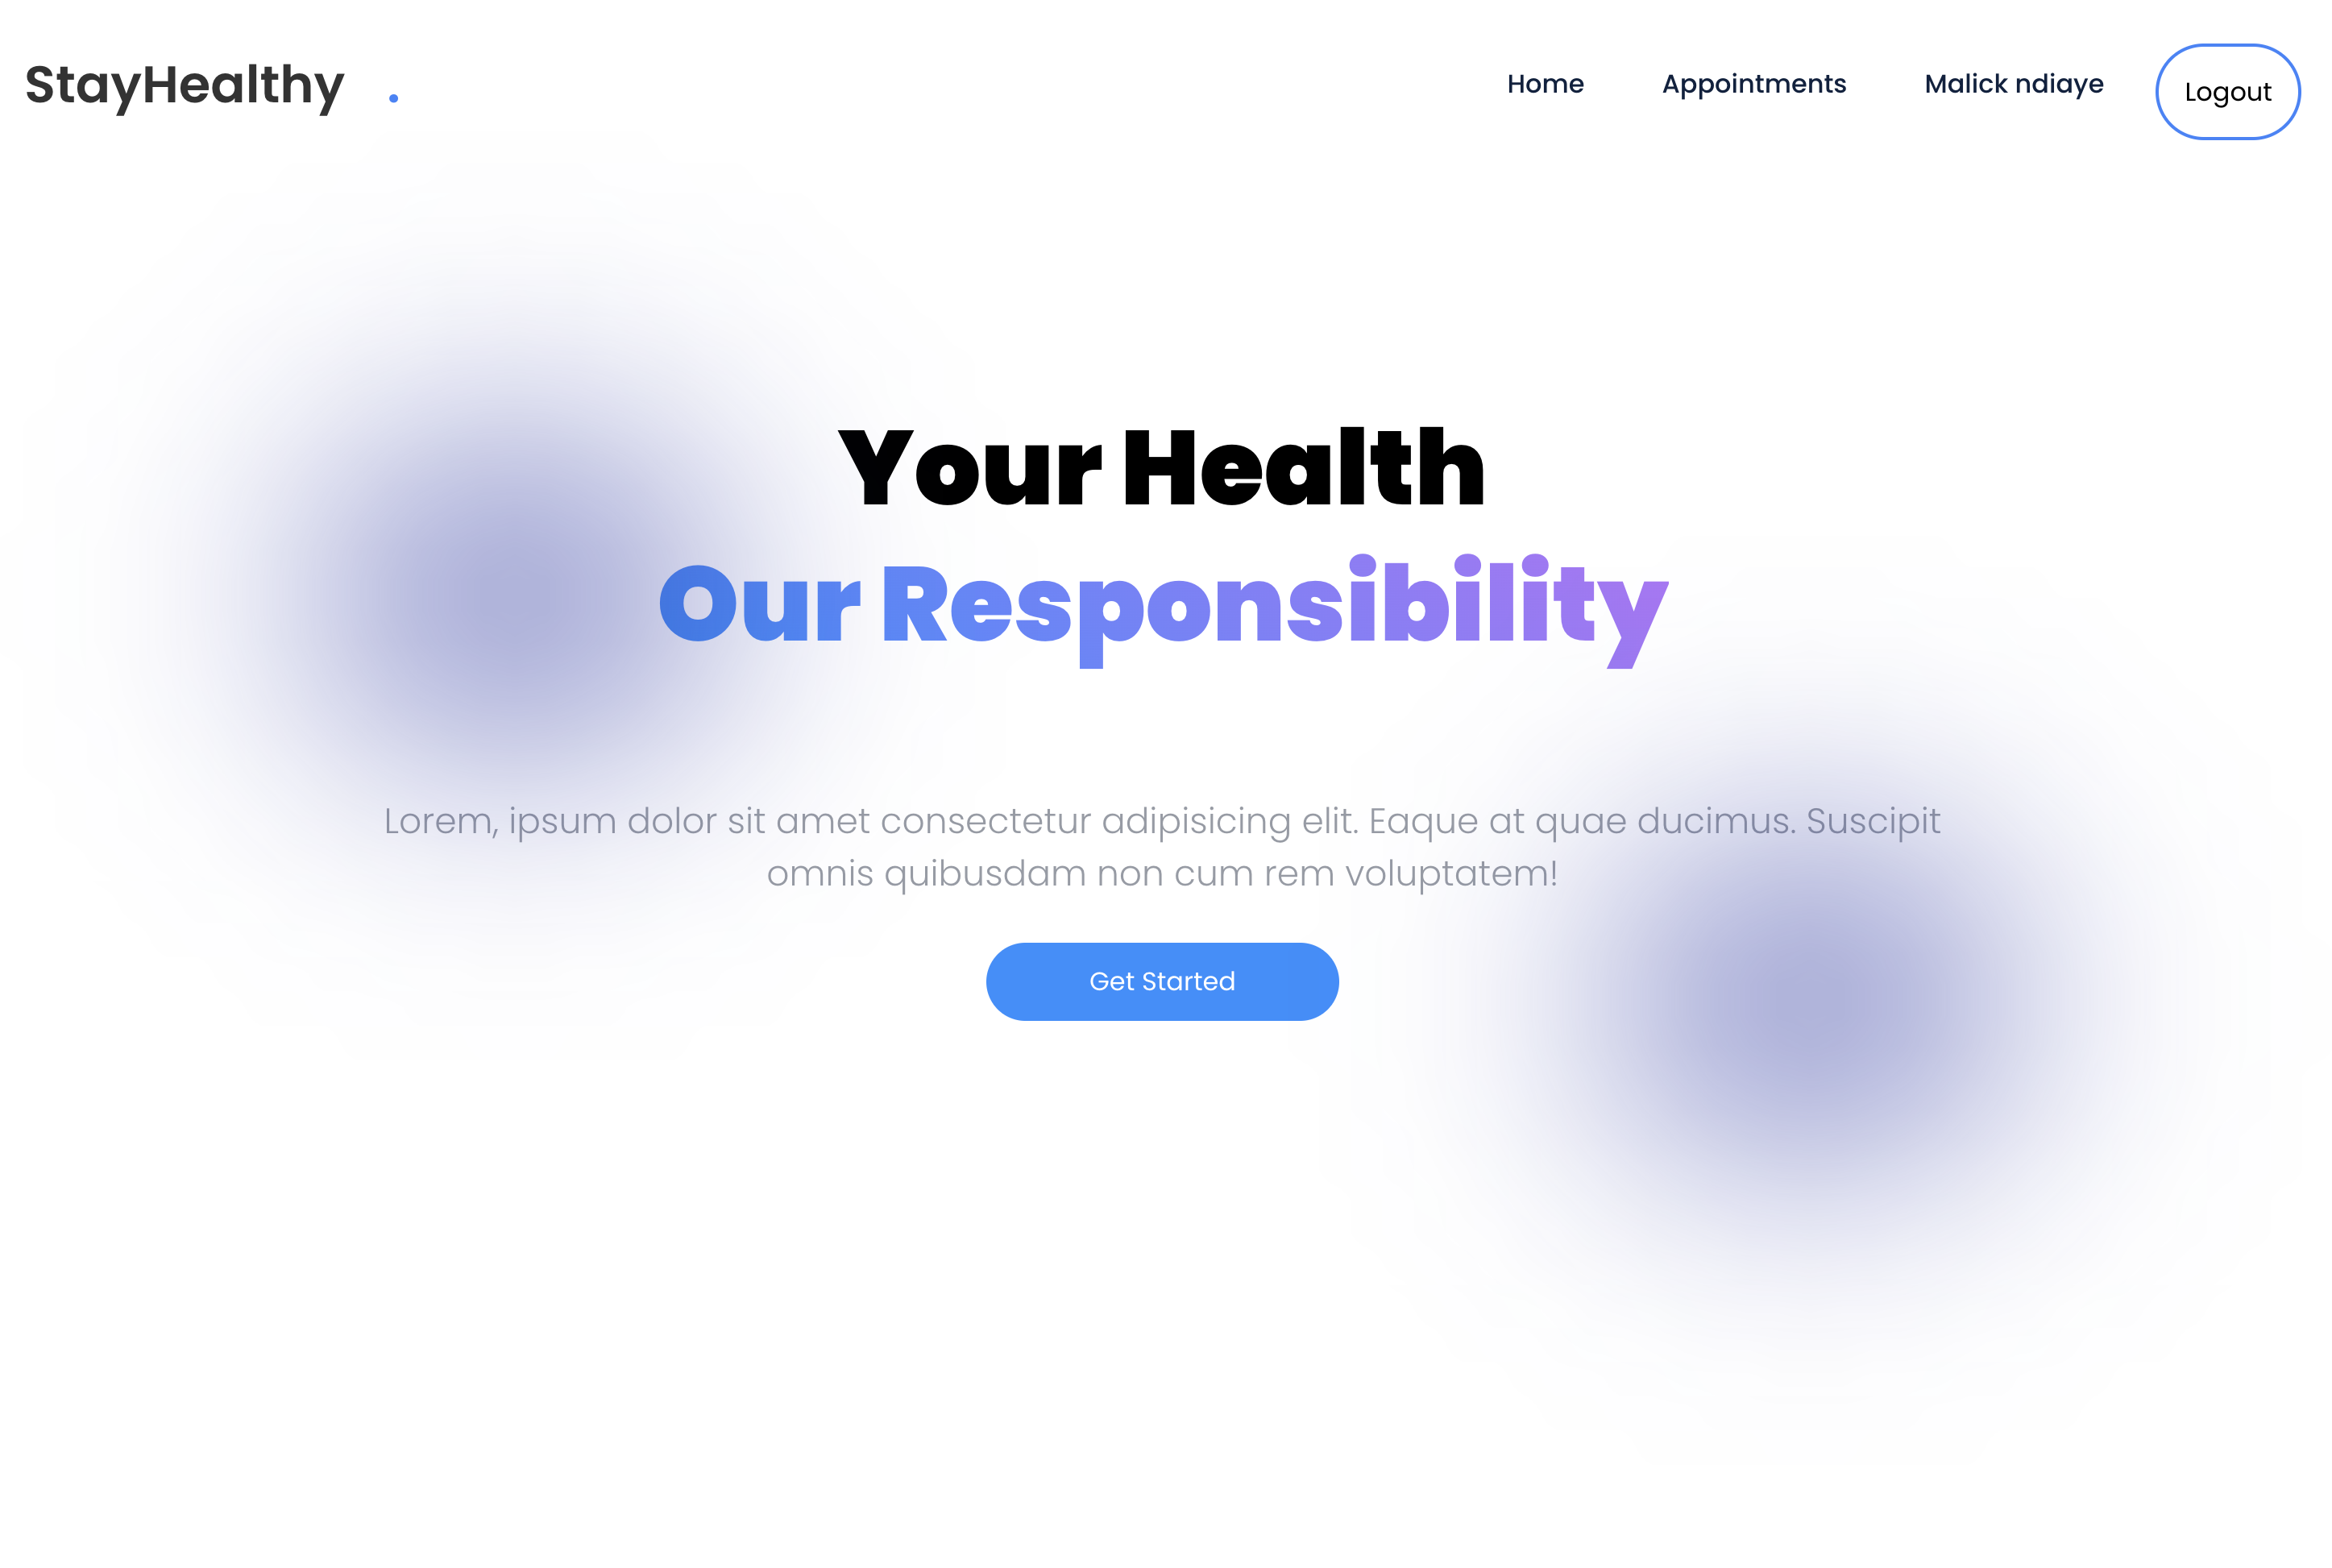 StayHealthy .
Home
Appointments
Malick ndiaye
Logout
Your Health
Our Responsibility
Lorem, ipsum dolor sit amet consectetur adipisicing elit. Eaque at quae ducimus. Suscipit
omnis quibusdam non cum rem voluptatem!
Get Started